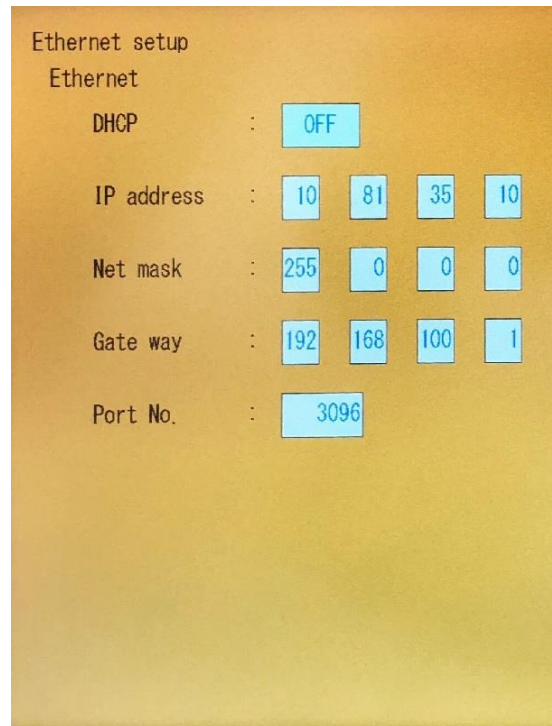 Ethernet setup
Ethernet
DHCP : OFF
IP address : 10 81 35 10
Net mask : 255 0 0 0
Gate way : 192 168 100 1
Port No. : 3096